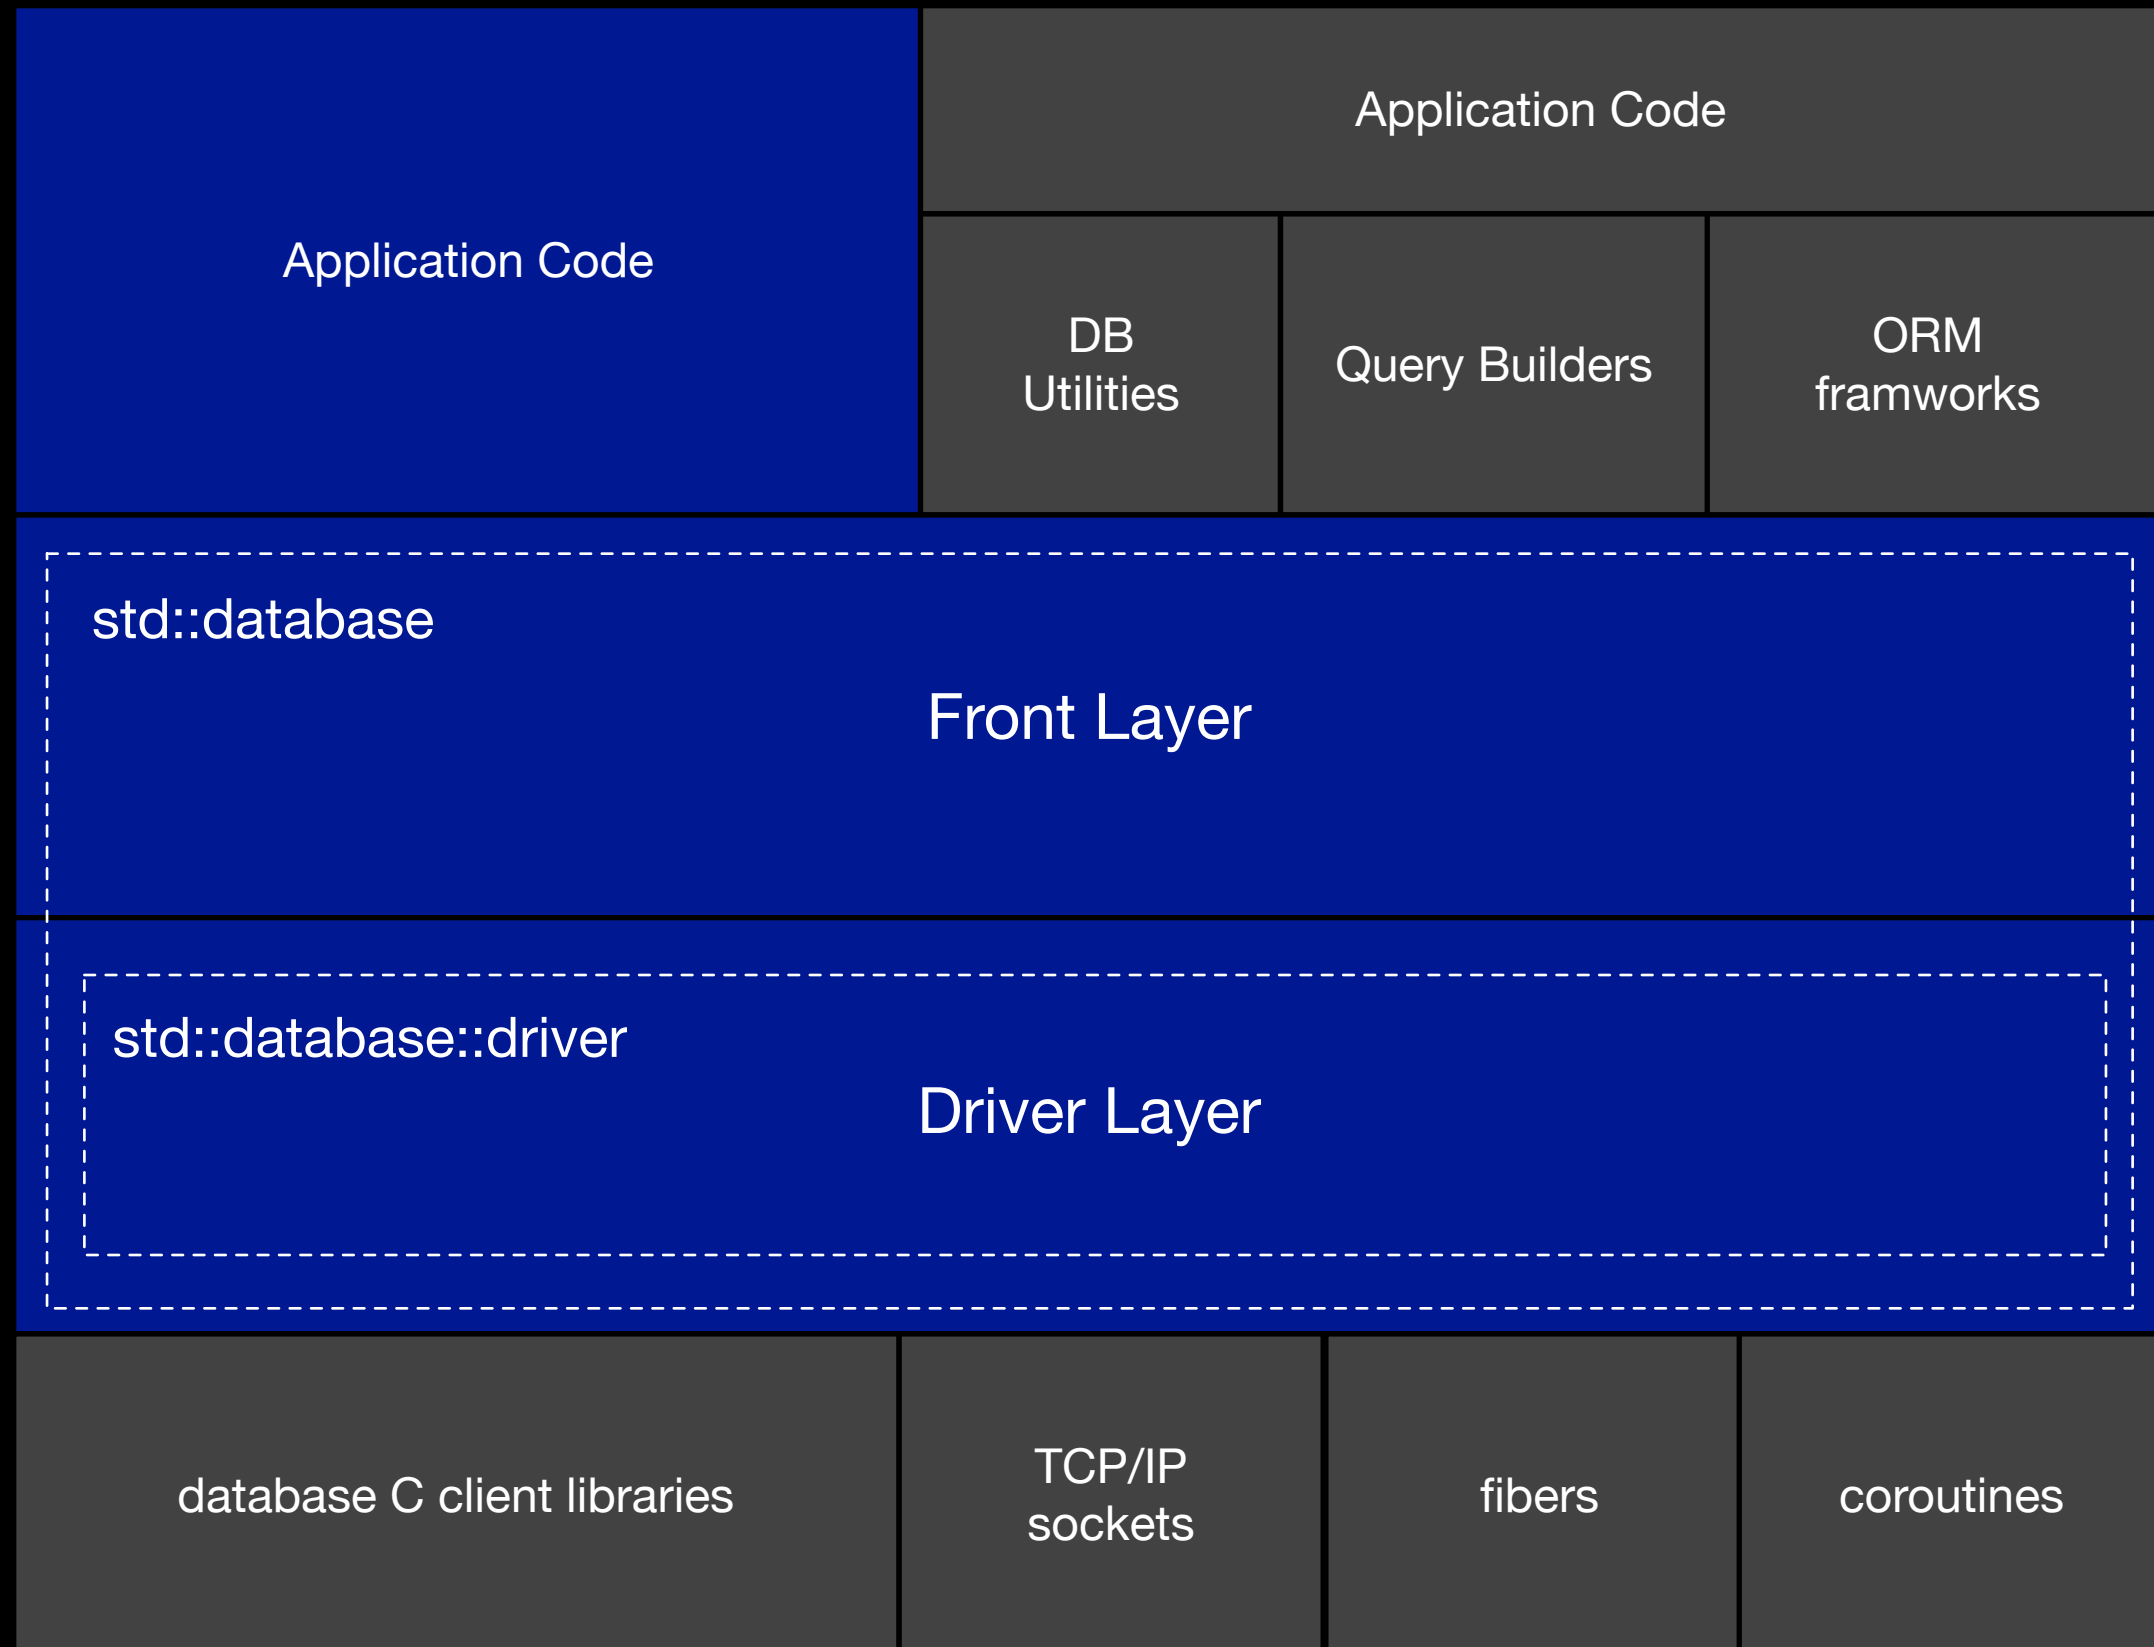 Application Code
Application Code
DB
Utilities
Query Builders
ORM
framworks
std::database
Front Layer
std::database::driver
Driver Layer
database C client libraries
TCP/IP
sockets
fibers
coroutines